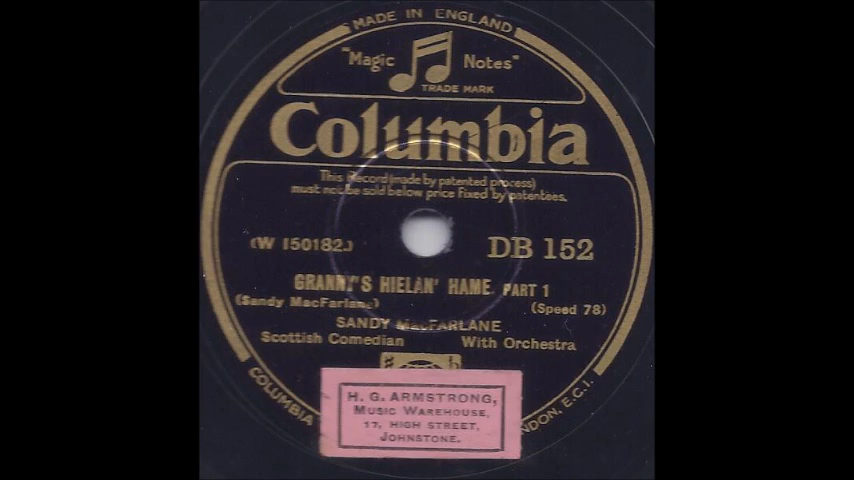 MADE IN ENGLAND
"Magic Notes"
TRADE MARK
Columbia
This (Record made by patented process)
must not be sold below price fixed by patentees.
(W 150182.) DB 152
GRANNY'S HIELAN' HAME. PART 1
(Sandy MacFarlane) (Speed 78)
SANDY MACFARLANE
Scottish Comedian With Orchestra
COLUMBIA
NDON, E.C.1.
H. G. ARMSTRONG,
MUSIC WAREHOUSE,
17, HIGH STREET,
JOHNSTONE.